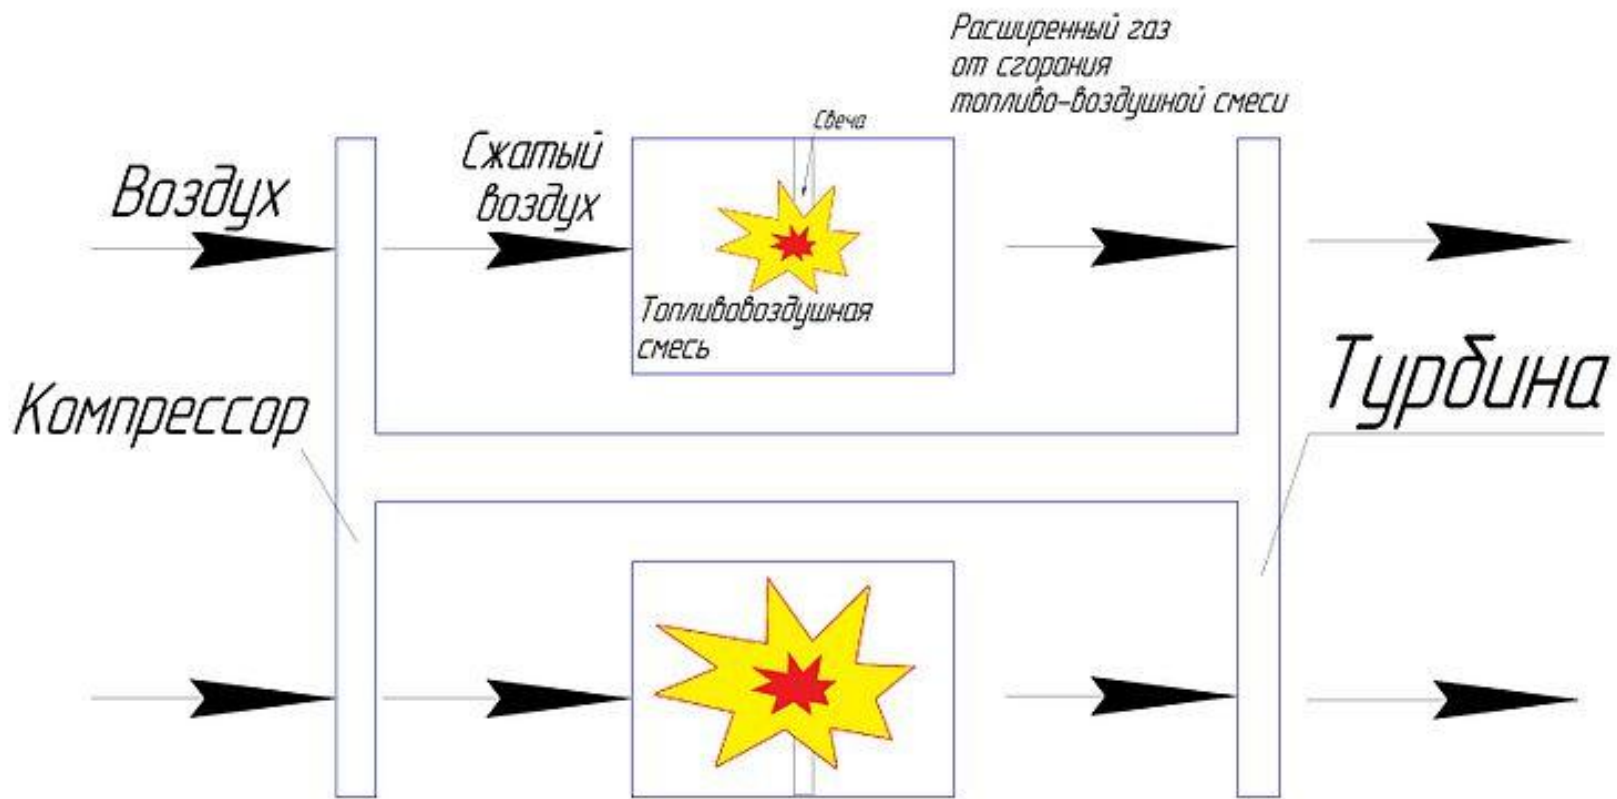 Расширенный газ
от сгорания
топливо-воздушной смеси
Свеча
Воздух
Сжатый
воздух
Топливовоздушная
смесь
Компрессор
Турбина